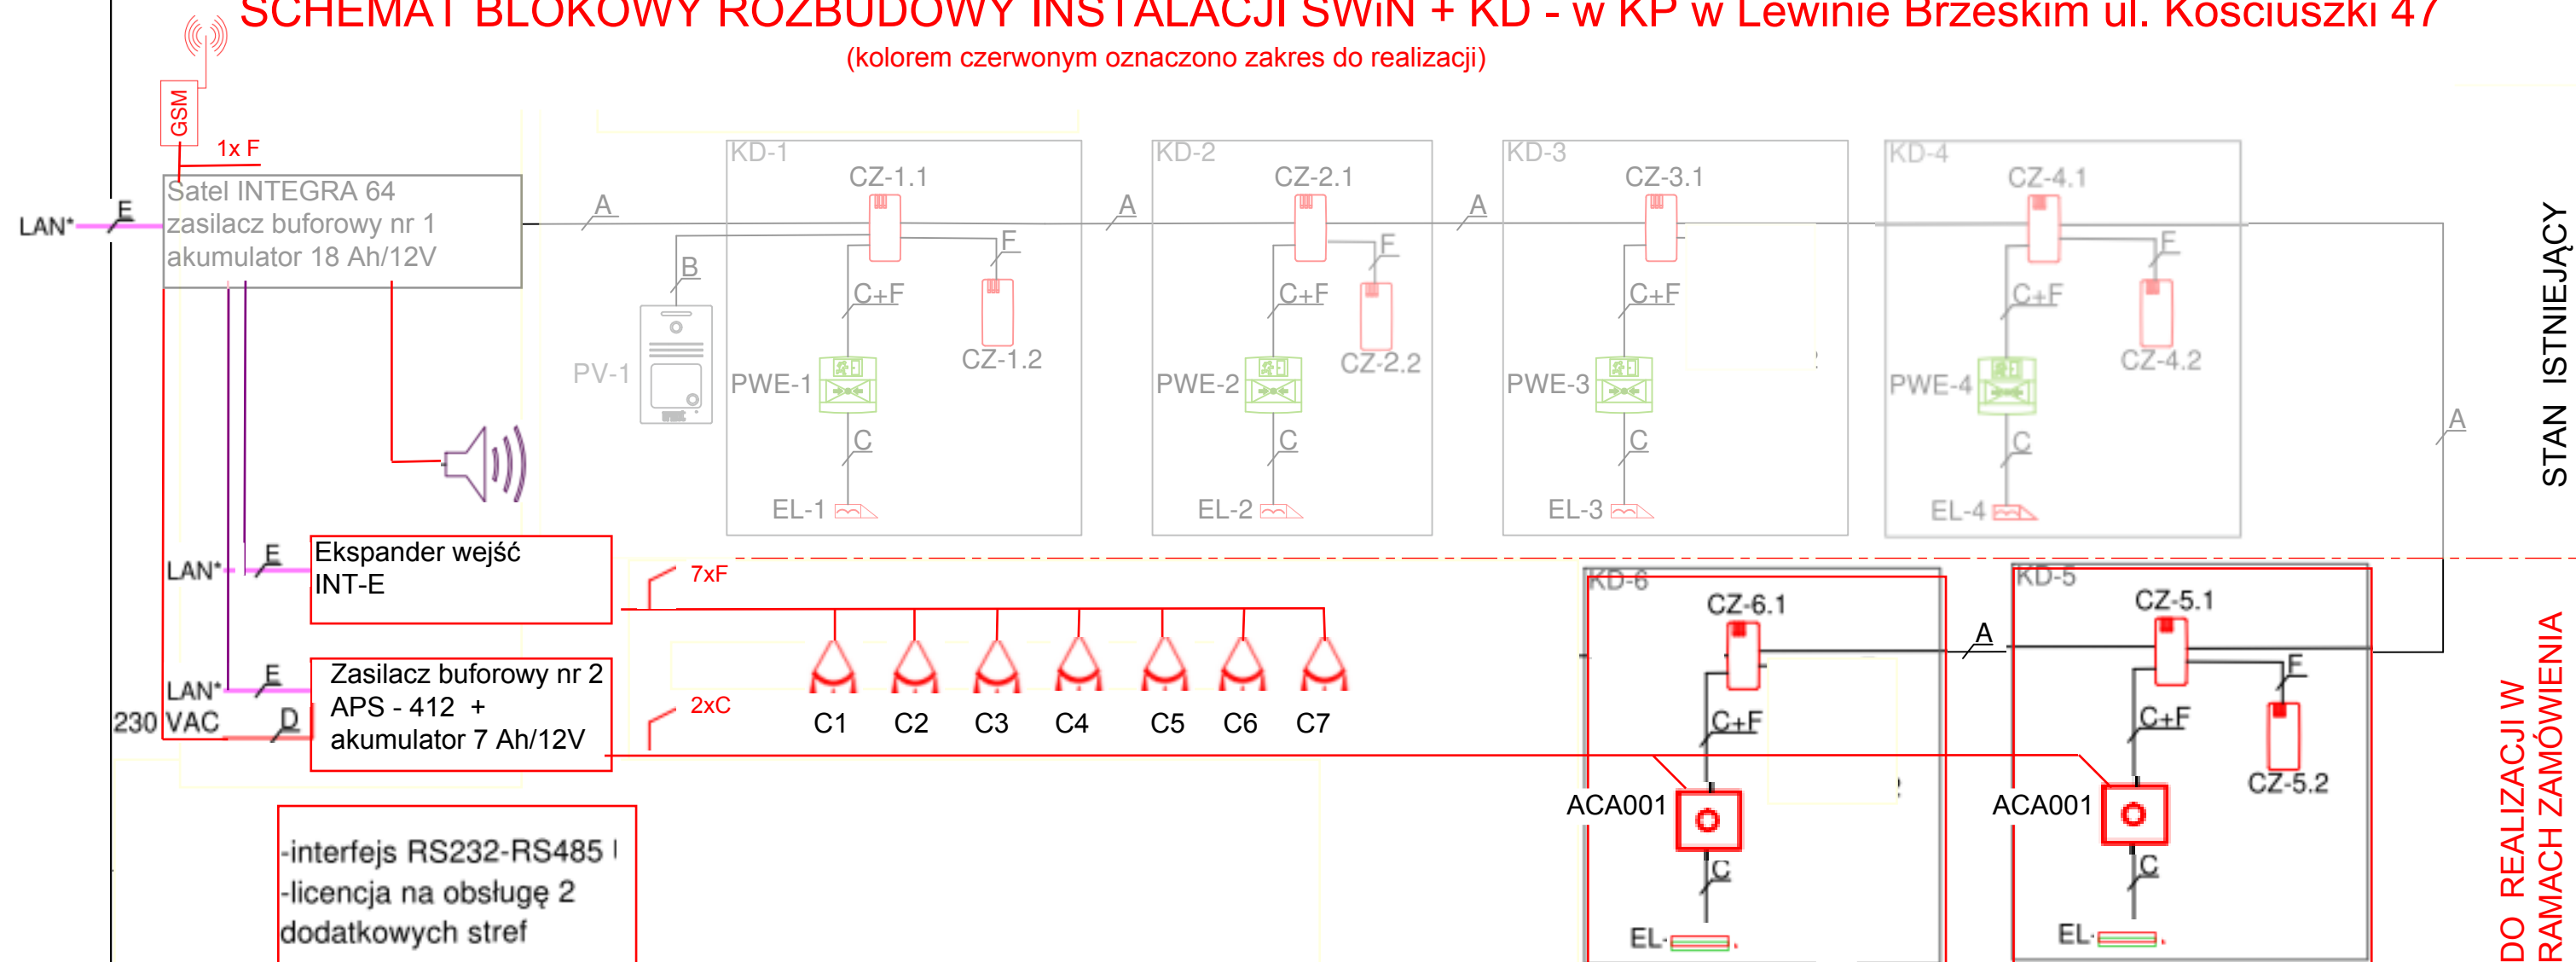 SCHEMAT BLOKOWY ROZBUDOWY INSTALACJI SWiN + KD - w KP w Lewinie Brzeskim ul. Kościuszki 47
(kolorem czerwonym oznaczono zakres do realizacji)
GSM
1x F
Satel INTEGRA 64
zasilacz buforowy nr 1
akumulator 18 Ah/12V
LAN*
E
A
KD-1
CZ-1.1
B
F
C+F
PV-1
PWE-1
CZ-1.2
C
EL-1
A
KD-2
CZ-2.1
F
C+F
PWE-2
CZ-2.2
C
EL-2
A
KD-3
CZ-3.1
C+F
PWE-3
C
EL-3
KD-4
CZ-4.1
F
C+F
PWE-4
CZ-4.2
C
EL-4
A
STAN ISTNIEJĄCY
LAN*
E
Ekspander wejść
INT-E
7xF
LAN*
E
230 VAC
D
Zasilacz buforowy nr 2
APS - 412 +
akumulator 7 Ah/12V
2xC
C1
C2
C3
C4
C5
C6
C7
KD-6
CZ-6.1
A
C+F
ACA001
C
EL-
KD-5
CZ-5.1
F
C+F
CZ-5.2
ACA001
C
EL-
-interfejs RS232-RS485
-licencja na obsługę 2
dodatkowych stref
DO REALIZACJI W
RAMACH ZAMÓWIENIA